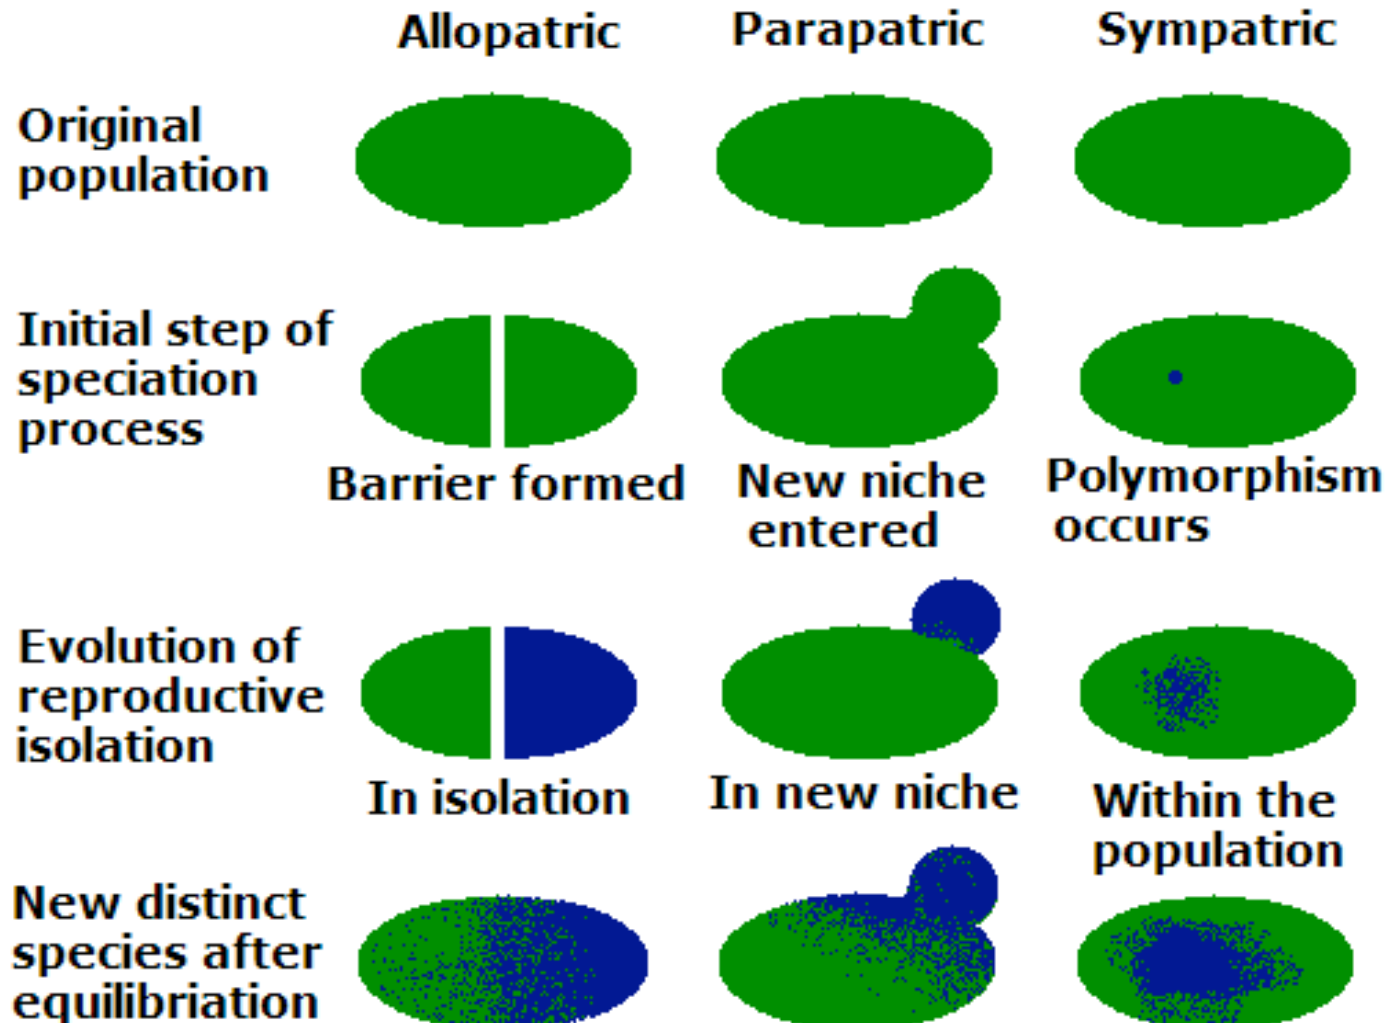 Allopatric Parapatric Sympatric
Original
population
Initial step of
speciation
process
Barrier formed
New niche
entered
Polymorphism
occurs
Evolution of
reproductive
isolation
In isolation
In new niche
Within the
population
New distinct
species after
equilibriation